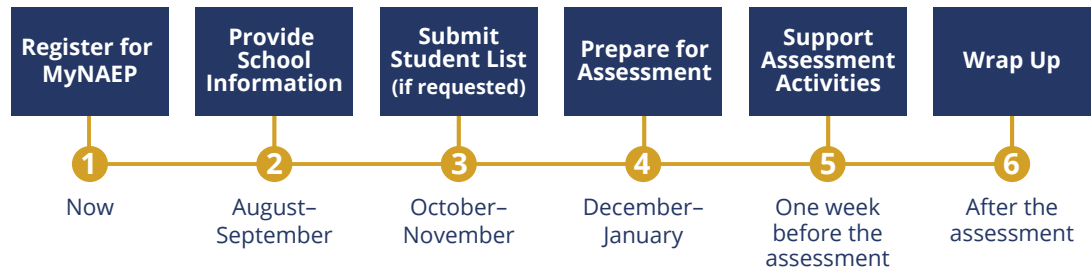 Register for
MyNAEP
Provide
School
Information
Submit
Student List
(if requested)
Prepare for
Assessment
Support
Assessment
Activities
Wrap Up
1
2
3
4
5
6
Now
August–
September
October–
November
December–
January
One week
before the
assessment
After the
assessment